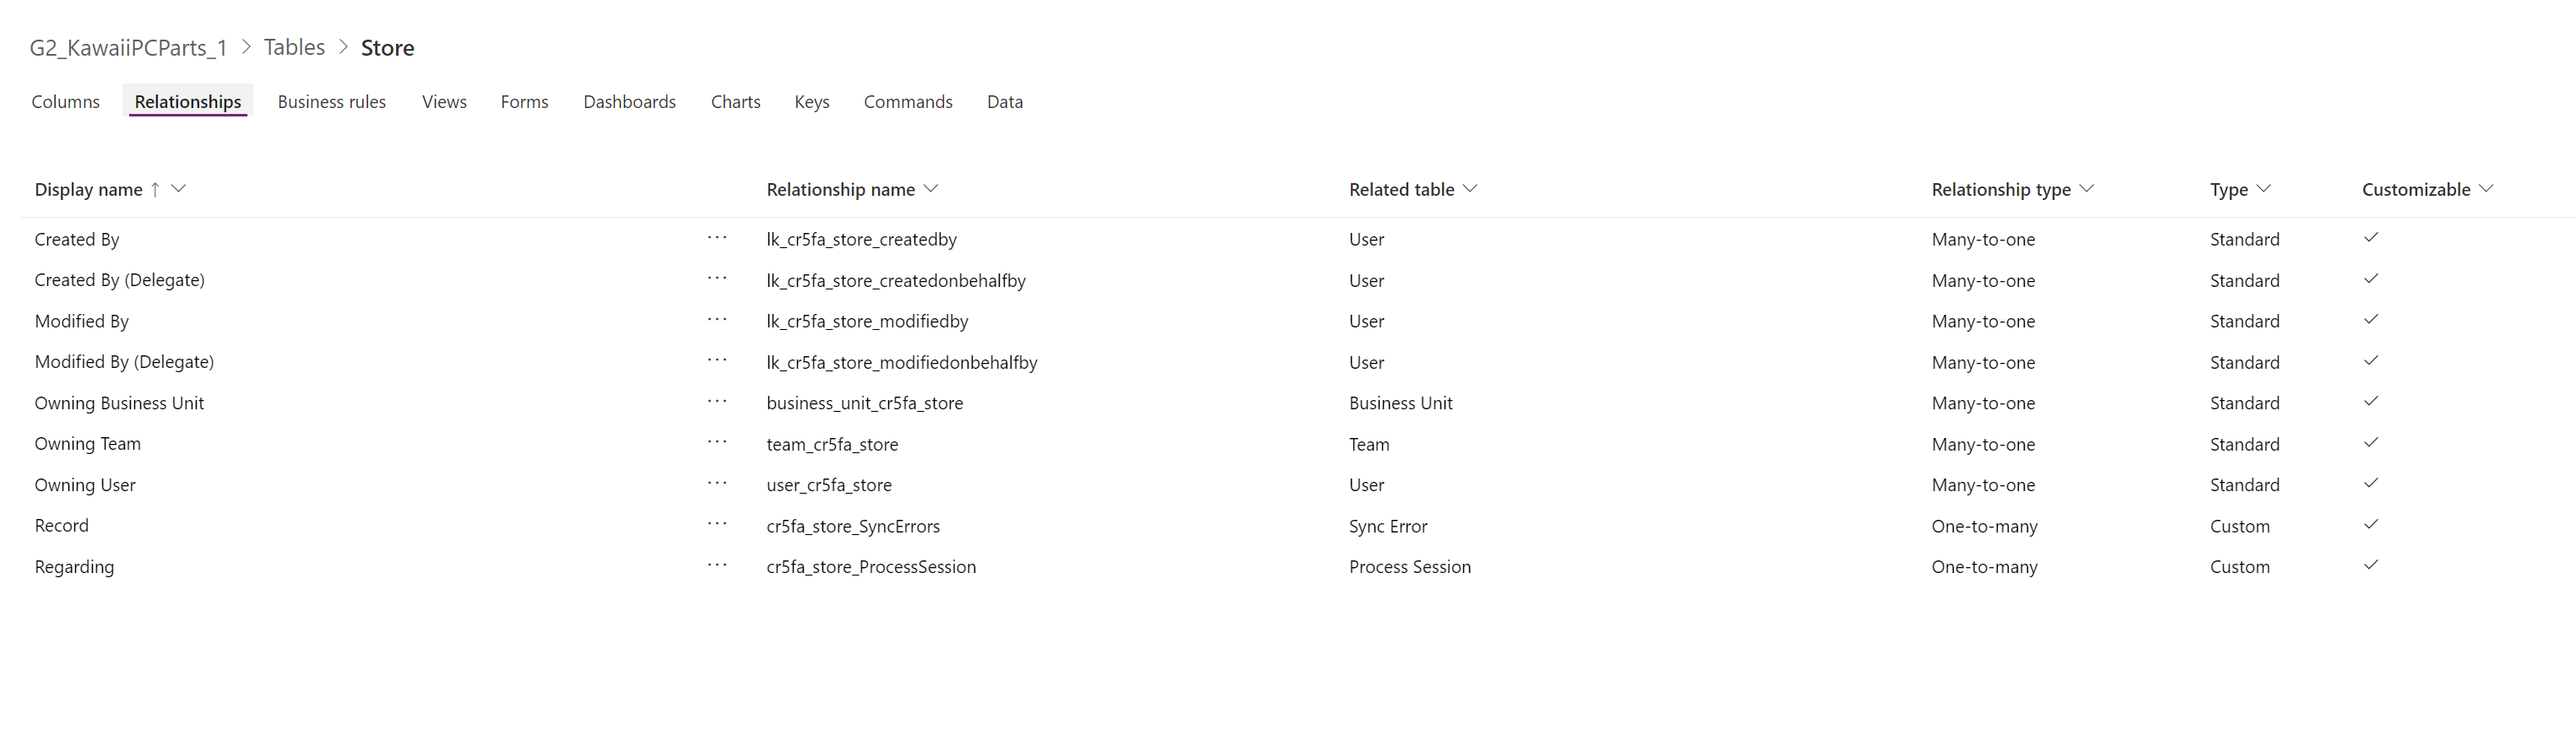 G2_KawaiiPCParts_1 > Tables > Store
Columns Relationships Business rules Views Forms Dashboards Charts Keys Commands Data
Display name ↑ Relationship name Related table Relationship type Type Customizable
Created By ... lk_cr5fa_store_createdby User Many-to-one Standard ✓
Created By (Delegate) ... lk_cr5fa_store_createdonbehalfby User Many-to-one Standard ✓
Modified By ... lk_cr5fa_store_modifiedby User Many-to-one Standard ✓
Modified By (Delegate) ... lk_cr5fa_store_modifiedonbehalfby User Many-to-one Standard ✓
Owning Business Unit ... business_unit_cr5fa_store Business Unit Many-to-one Standard ✓
Owning Team ... team_cr5fa_store Team Many-to-one Standard ✓
Owning User ... user_cr5fa_store User Many-to-one Standard ✓
Record ... cr5fa_store_SyncErrors Sync Error One-to-many Custom ✓
Regarding ... cr5fa_store_ProcessSession Process Session One-to-many Custom ✓